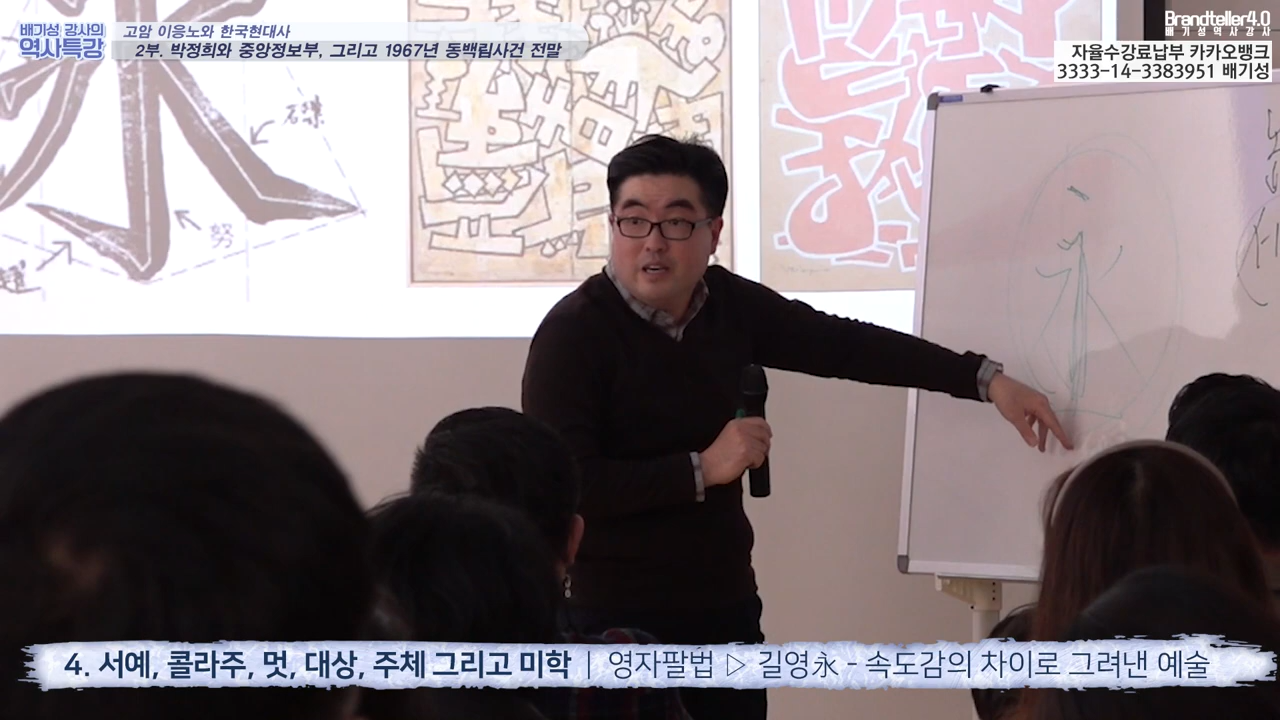 배기성 강사의
역사특강
고암 이응노와 한국현대사
2부. 박정희와 중앙정보부, 그리고 1967년 동백림사건 전말
Brandteller4.0
배기성역사강사
자율수강료납부 카카오뱅크
3333-14-3383951 배기성
永
努
永
4. 서예, 콜라주, 멋, 대상, 주체 그리고 미학 | 영자팔법 ▷ 길영永 - 속도감의 차이로 그려낸 예술